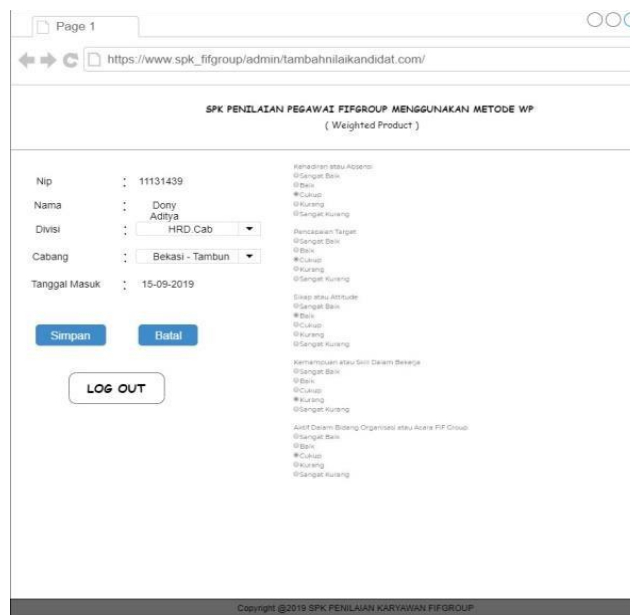 Page 1
https://www.spk_fifgroup/admin/tambahnilaikandidat.com/
SPK PENILAIAN PEGAWAI FIFGROUP MENGGUNAKAN METODE WP
( Weighted Product )
Nip : 11131439
Nama : Dony
Aditya
Divisi : HRD.Cab
Cabang : Bekasi - Tambun
Tanggal Masuk : 15-09-2019
Simpan Batal
LOG OUT
Kehadiran atau Absensi
Sangat Baik
Baik
Cukup
Kurang
Sangat Kurang
Pencapaian Target
Sangat Baik
Baik
Cukup
Kurang
Sangat Kurang
Sikap atau Attitude
Sangat Baik
Baik
Cukup
Kurang
Sangat Kurang
Kemampuan atau Skill Dalam Bekerja
Sangat Baik
Baik
Cukup
Kurang
Sangat Kurang
Aktif Dalam Bidang Organisasi atau Acara FIF Group
Sangat Baik
Baik
Cukup
Kurang
Sangat Kurang
Copyright @2019 SPK PENILAIAN KARYAWAN FIFGROUP